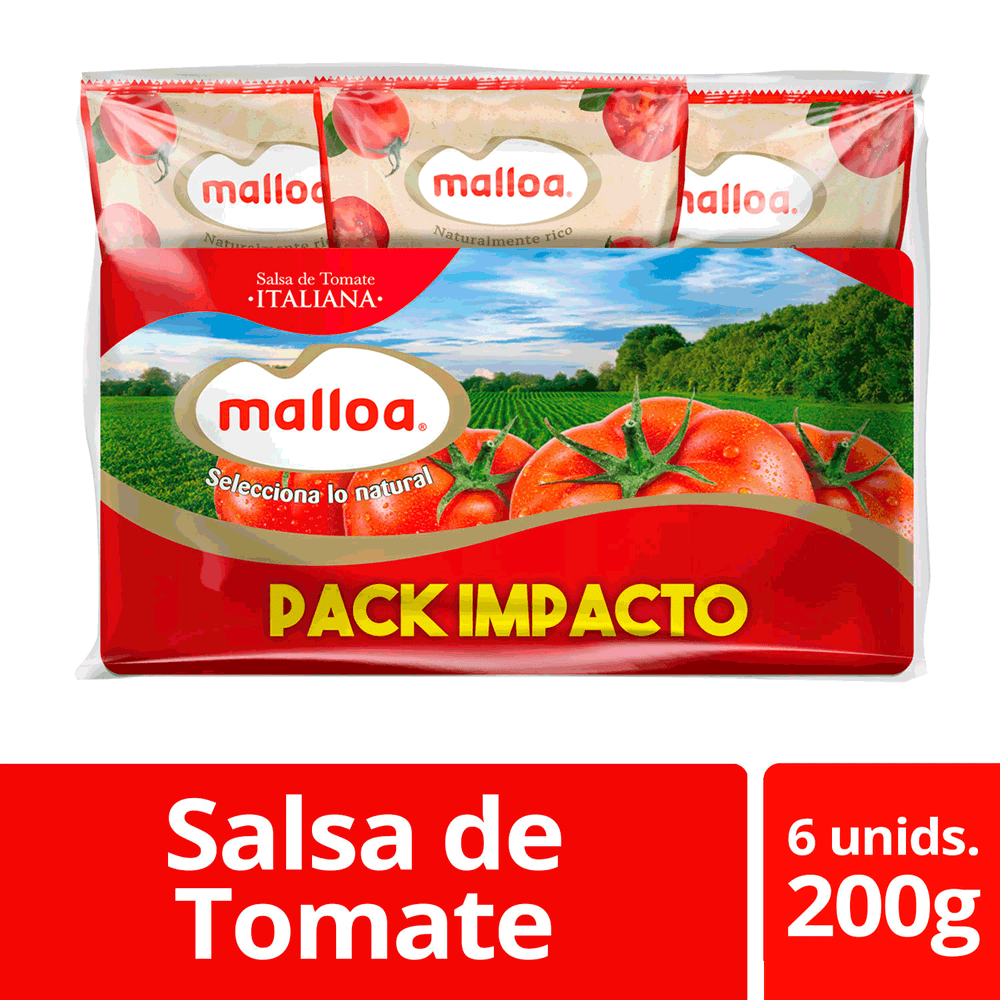 malloa
malloa®
malloa.
Naturalmente ri
Naturalmente rico
Salsa de Tomate
·ITALIANA·
malloa®
Selecciona lo natural
PACK IMPACTO
Salsa de
Tomate
6 unids.
200g